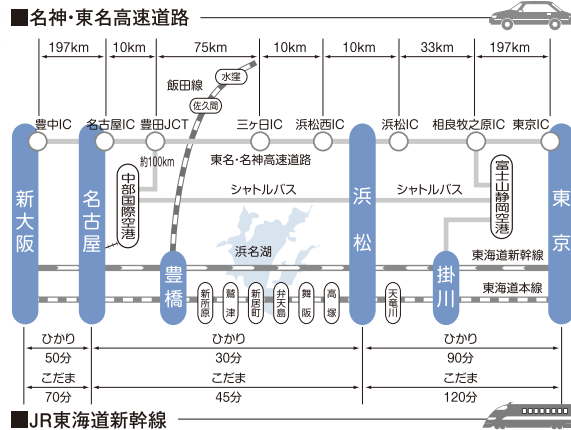 ■名神・東名高速道路
197km 10km 75km 10km 10km 33km 197km
飯田線
水窪
佐久間
豊中IC 名古屋IC 豊田JCT 三ヶ日IC 浜松西IC 浜松IC 相良牧之原IC 東京IC
約100km
東名・名神高速道路
中部国際空港
シャトルバス シャトルバス
富士山静岡空港
新大阪
名古屋
浜松
東京
浜名湖
豊橋
掛川
東海道新幹線
東海道本線
新所原
鷲津
新居町
弁天島
舞阪
高塚
天竜川
ひかり ひかり ひかり
50分 30分 90分
こだま こだま こだま
70分 45分 120分
■JR東海道新幹線